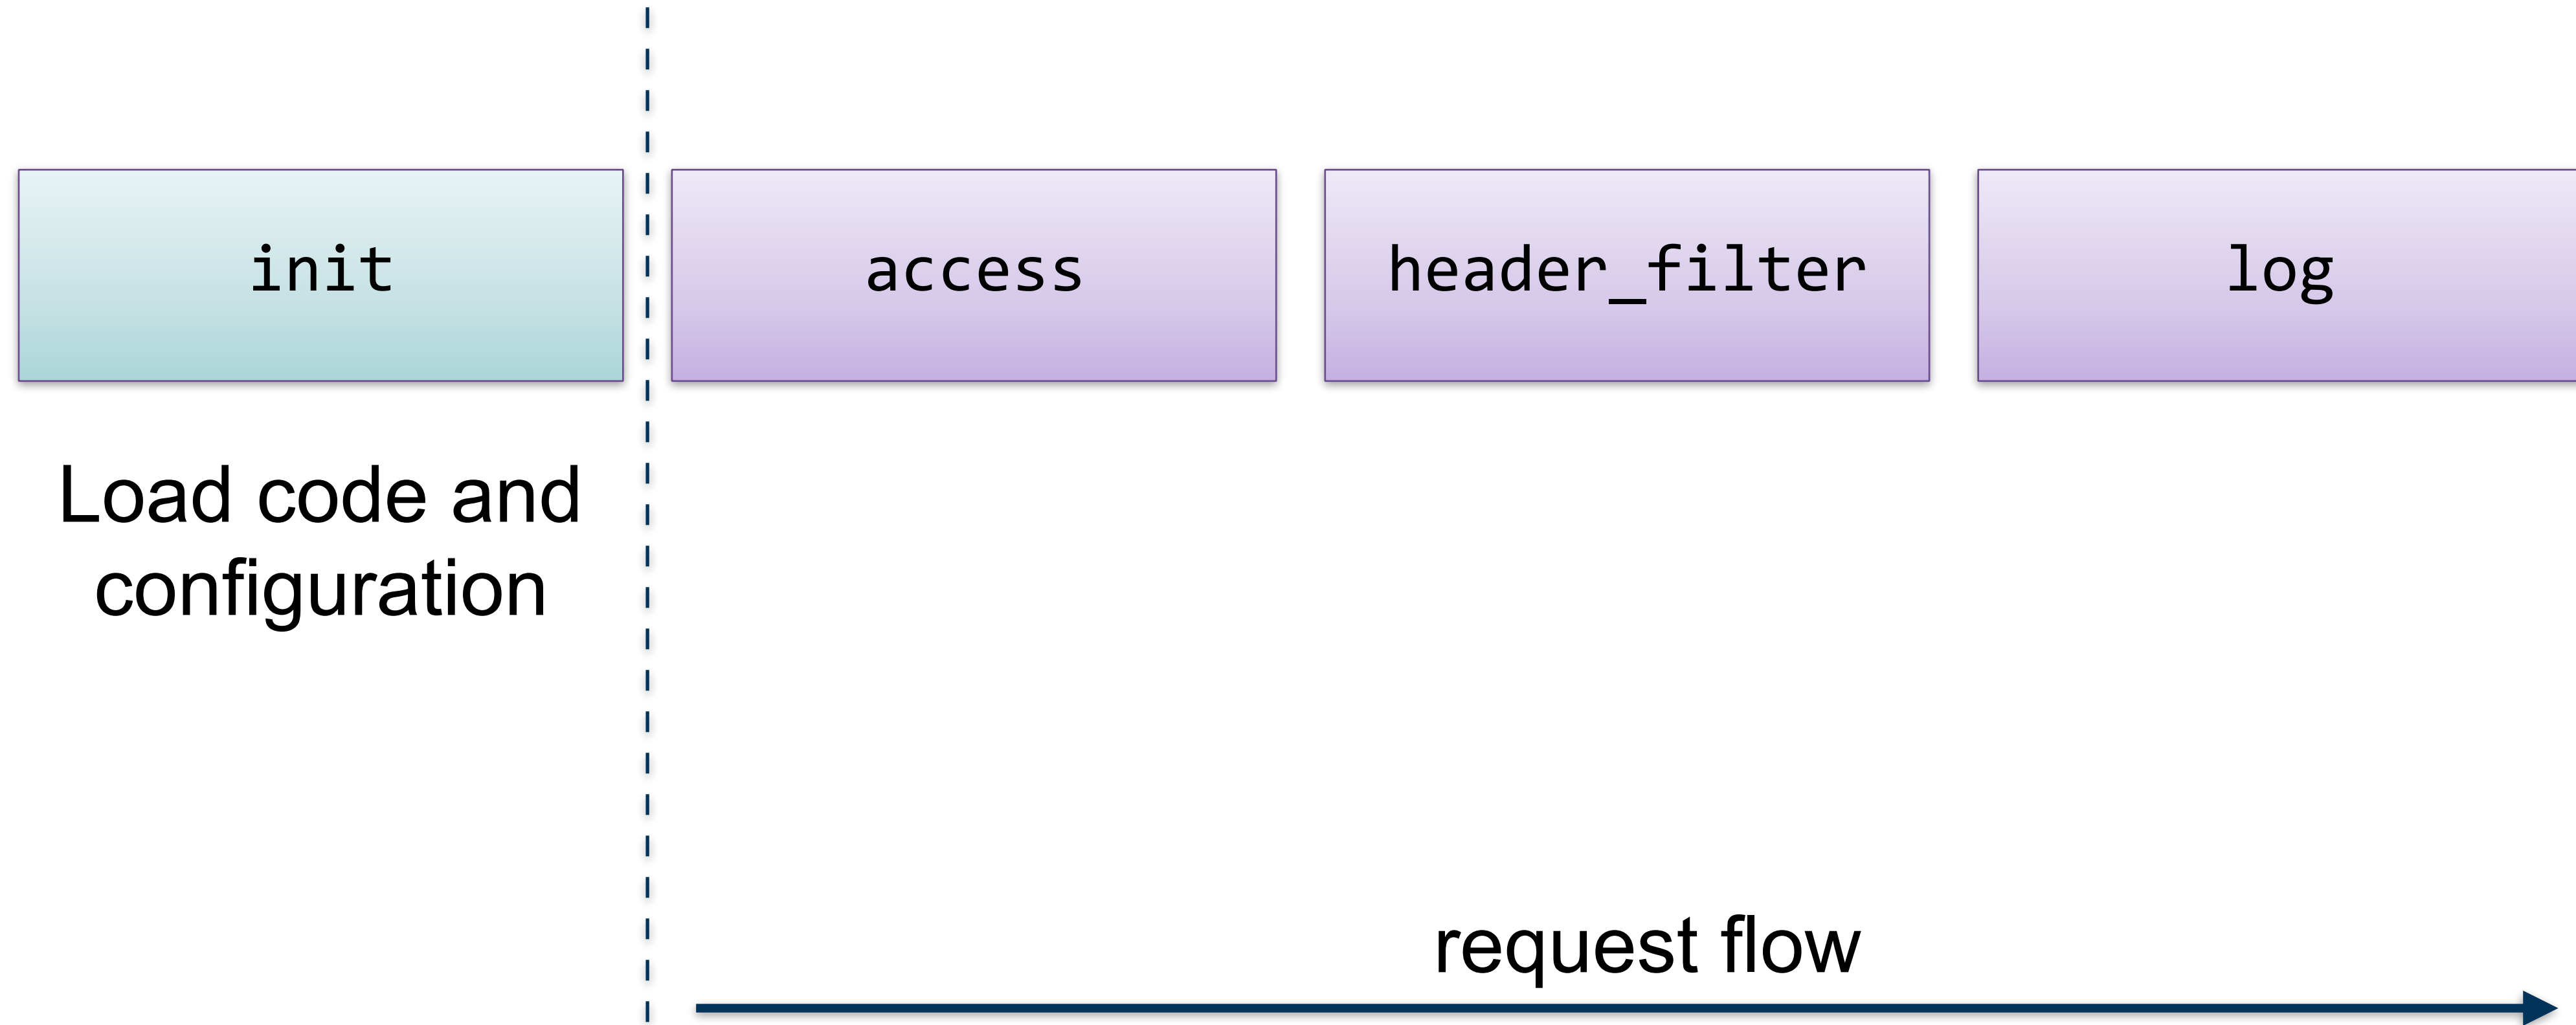 init
access
header_filter
log
Load code and
configuration
request flow